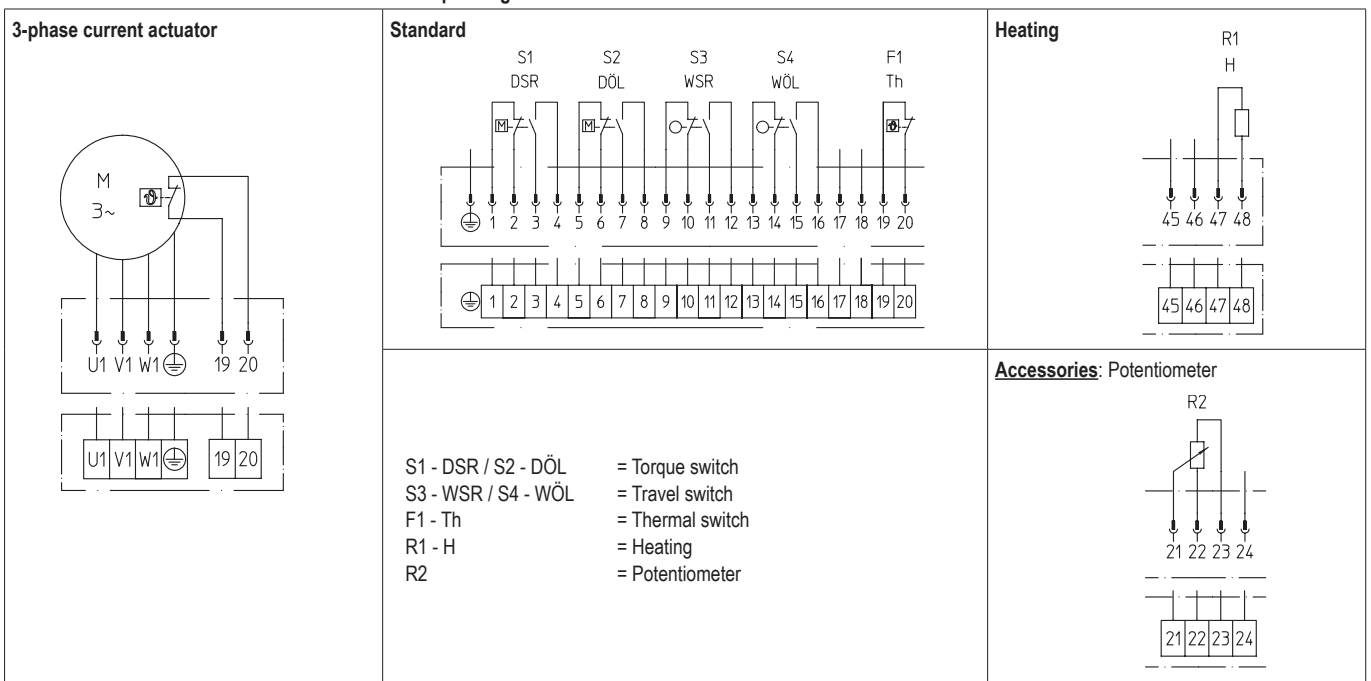 3-phase current actuator
M
3~
U1 V1 W1 19 20
U1 V1 W1 19 20
Standard
S1 S2 S3 S4 F1
DSR DÖL WSR WÖL Th
M M
1 2 3 4 5 6 7 8 9 10 11 12 13 14 15 16 17 18 19 20
1 2 3 4 5 6 7 8 9 10 11 12 13 14 15 16 17 18 19 20
Heating
R1
H
45 46 47 48
45 46 47 48
S1 - DSR / S2 - DÖL = Torque switch
S3 - WSR / S4 - WÖL = Travel switch
F1 - Th = Thermal switch
R1 - H = Heating
R2 = Potentiometer
Accessories: Potentiometer
R2
21 22 23 24
21 22 23 24